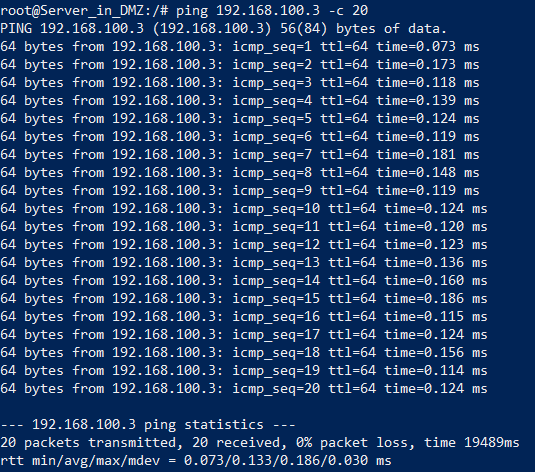 root@Server_in_DMZ:/# ping 192.168.100.3 -c 20
PING 192.168.100.3 (192.168.100.3) 56(84) bytes of data.
64 bytes from 192.168.100.3: icmp_seq=1 ttl=64 time=0.073 ms
64 bytes from 192.168.100.3: icmp_seq=2 ttl=64 time=0.173 ms
64 bytes from 192.168.100.3: icmp_seq=3 ttl=64 time=0.118 ms
64 bytes from 192.168.100.3: icmp_seq=4 ttl=64 time=0.139 ms
64 bytes from 192.168.100.3: icmp_seq=5 ttl=64 time=0.124 ms
64 bytes from 192.168.100.3: icmp_seq=6 ttl=64 time=0.119 ms
64 bytes from 192.168.100.3: icmp_seq=7 ttl=64 time=0.181 ms
64 bytes from 192.168.100.3: icmp_seq=8 ttl=64 time=0.148 ms
64 bytes from 192.168.100.3: icmp_seq=9 ttl=64 time=0.119 ms
64 bytes from 192.168.100.3: icmp_seq=10 ttl=64 time=0.124 ms
64 bytes from 192.168.100.3: icmp_seq=11 ttl=64 time=0.120 ms
64 bytes from 192.168.100.3: icmp_seq=12 ttl=64 time=0.123 ms
64 bytes from 192.168.100.3: icmp_seq=13 ttl=64 time=0.136 ms
64 bytes from 192.168.100.3: icmp_seq=14 ttl=64 time=0.160 ms
64 bytes from 192.168.100.3: icmp_seq=15 ttl=64 time=0.186 ms
64 bytes from 192.168.100.3: icmp_seq=16 ttl=64 time=0.115 ms
64 bytes from 192.168.100.3: icmp_seq=17 ttl=64 time=0.124 ms
64 bytes from 192.168.100.3: icmp_seq=18 ttl=64 time=0.156 ms
64 bytes from 192.168.100.3: icmp_seq=19 ttl=64 time=0.114 ms
64 bytes from 192.168.100.3: icmp_seq=20 ttl=64 time=0.124 ms
--- 192.168.100.3 ping statistics ---
20 packets transmitted, 20 received, 0% packet loss, time 19489ms
rtt min/avg/max/mdev = 0.073/0.133/0.186/0.030 ms